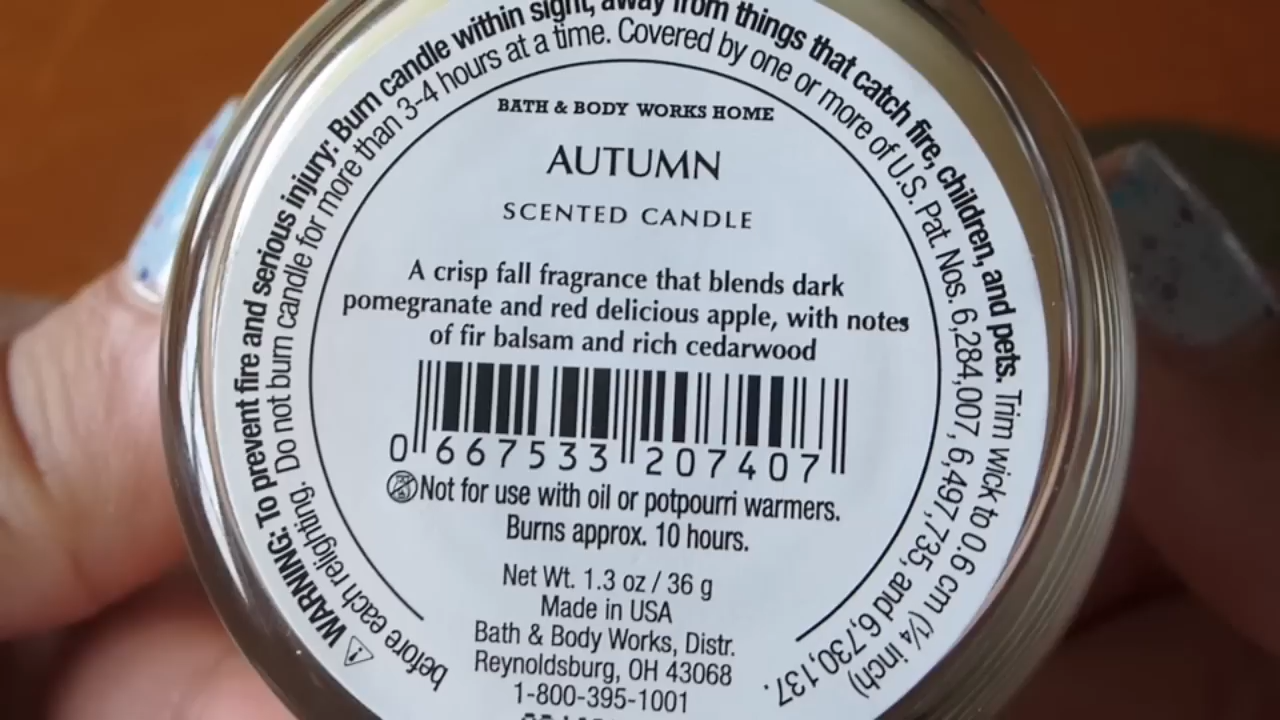 ⚠ WARNING: To prevent fire and serious injury: Burn candle within sight, away from things that catch fire, children, and pets. Trim wick to 0.6 cm (¼ inch)
before each relighting. Do not burn candle for more than 3-4 hours at a time. Covered by one or more of U.S. Pat. Nos. 6,284,007, 6,497,735, and 6,730,137.
BATH & BODY WORKS HOME
AUTUMN
SCENTED CANDLE
A crisp fall fragrance that blends dark
pomegranate and red delicious apple, with notes
of fir balsam and rich cedarwood
0 667533 207407
Not for use with oil or potpourri warmers.
Burns approx. 10 hours.
Net Wt. 1.3 oz / 36 g
Made in USA
Bath & Body Works, Distr.
Reynoldsburg, OH 43068
1-800-395-1001